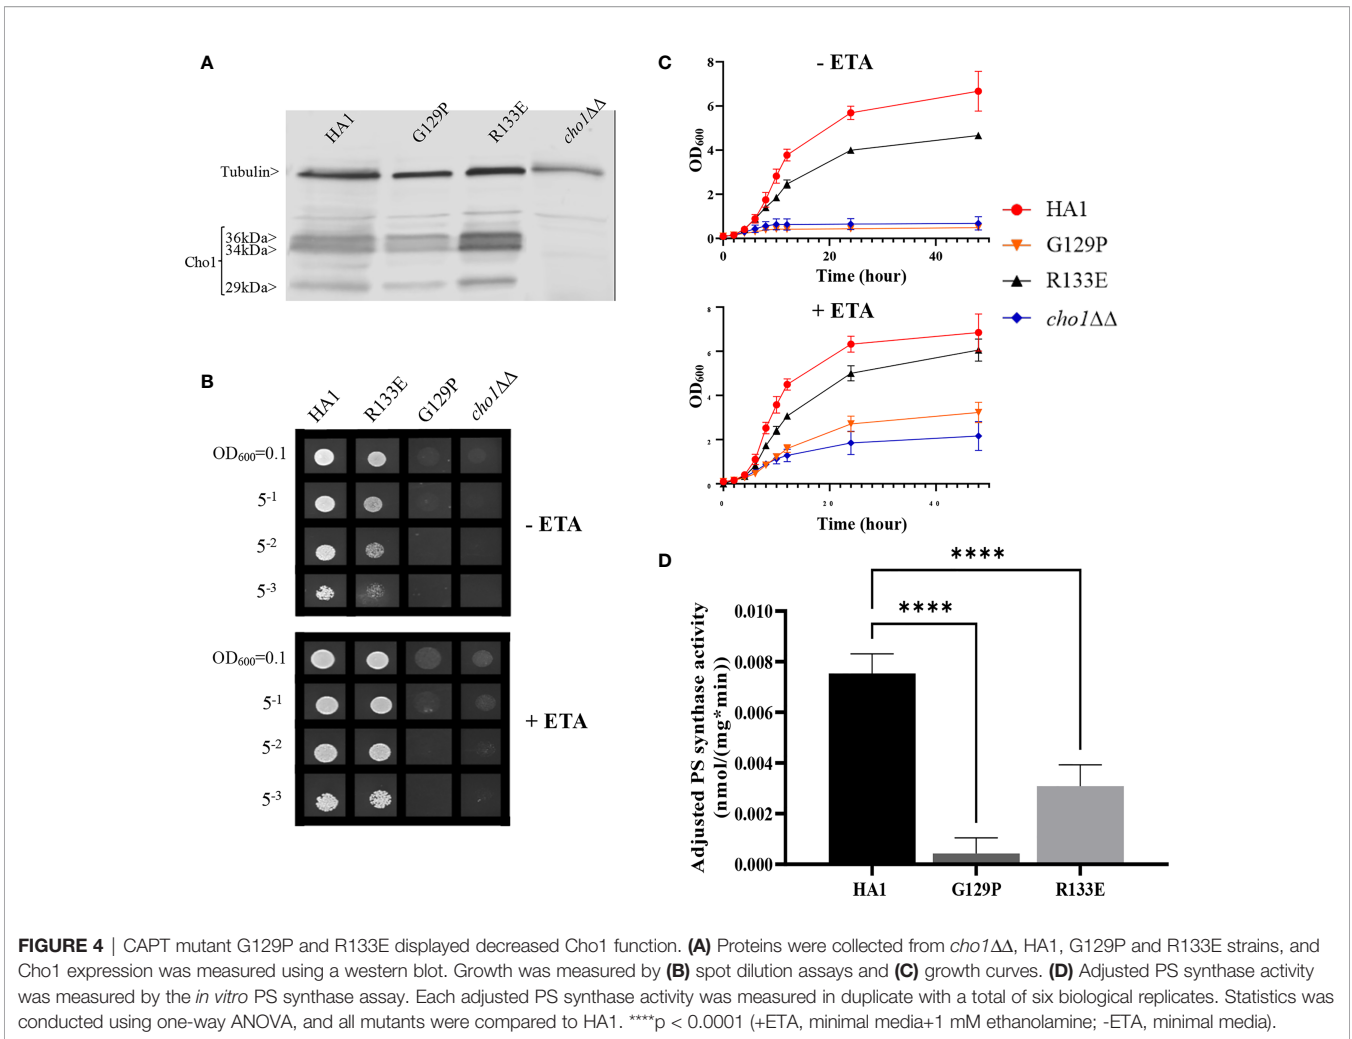 A
HA1
G129P
R133E
cho1ΔΔ
Tubulin>
36kDa>
34kDa>
Cho1
29kDa>
B
HA1
R133E
G129P
cho1ΔΔ
OD600=0.1
5-1
5-2
5-3
- ETA
OD600=0.1
5-1
5-2
5-3
+ ETA
C
- ETA
8
6
4
2
0
OD600
0 20 40
Time (hour)
HA1
G129P
R133E
cho1ΔΔ
+ ETA
8
6
4
2
0
OD600
0 20 40
Time (hour)
D
****
****
Adjusted PS synthase activity
(nmol/(mg*min))
0.010
0.008
0.006
0.004
0.002
0.000
HA1 G129P R133E
FIGURE 4 | CAPT mutant G129P and R133E displayed decreased Cho1 function. (A) Proteins were collected from cho1ΔΔ, HA1, G129P and R133E strains, and
Cho1 expression was measured using a western blot. Growth was measured by (B) spot dilution assays and (C) growth curves. (D) Adjusted PS synthase activity
was measured by the in vitro PS synthase assay. Each adjusted PS synthase activity was measured in duplicate with a total of six biological replicates. Statistics was
conducted using one-way ANOVA, and all mutants were compared to HA1. ****p < 0.0001 (+ETA, minimal media+1 mM ethanolamine; -ETA, minimal media).